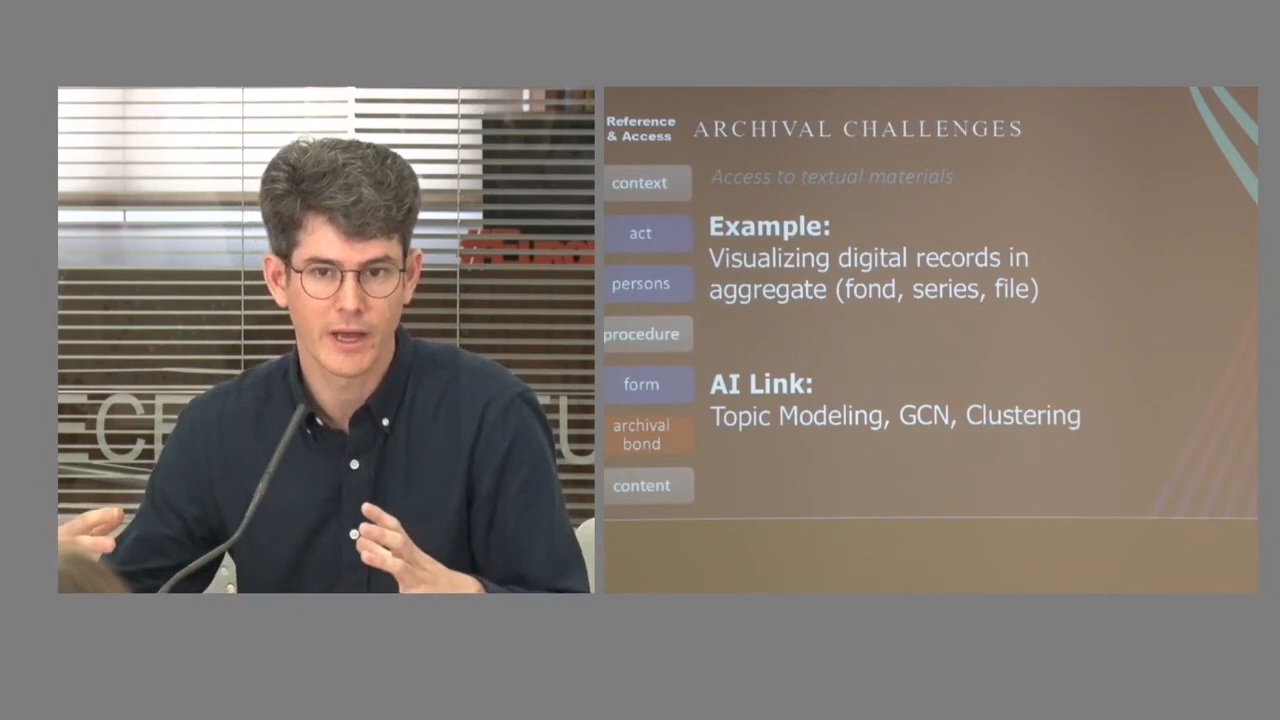 Reference
& Access
ARCHIVAL CHALLENGES
context
Access to textual materials
act
Example:
Visualizing digital records in
persons
aggregate (fond, series, file)
procedure
form
AI Link:
Topic Modeling, GCN, Clustering
archival
bond
content